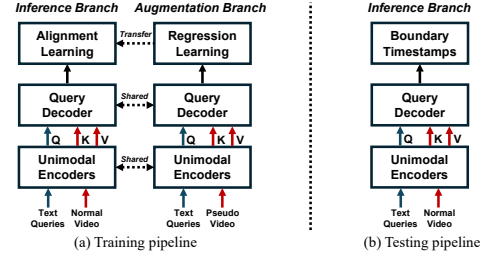 Inference Branch
Augmentation Branch
Inference Branch
Alignment Learning
Transfer
Regression Learning
Boundary Timestamps
Query Decoder
Shared
Query Decoder
Query Decoder
Q K V
Q K V
Q K V
Unimodal Encoders
Shared
Unimodal Encoders
Unimodal Encoders
Text Queries
Normal Video
Text Queries
Pseudo Video
Text Queries
Normal Video
(a) Training pipeline
(b) Testing pipeline